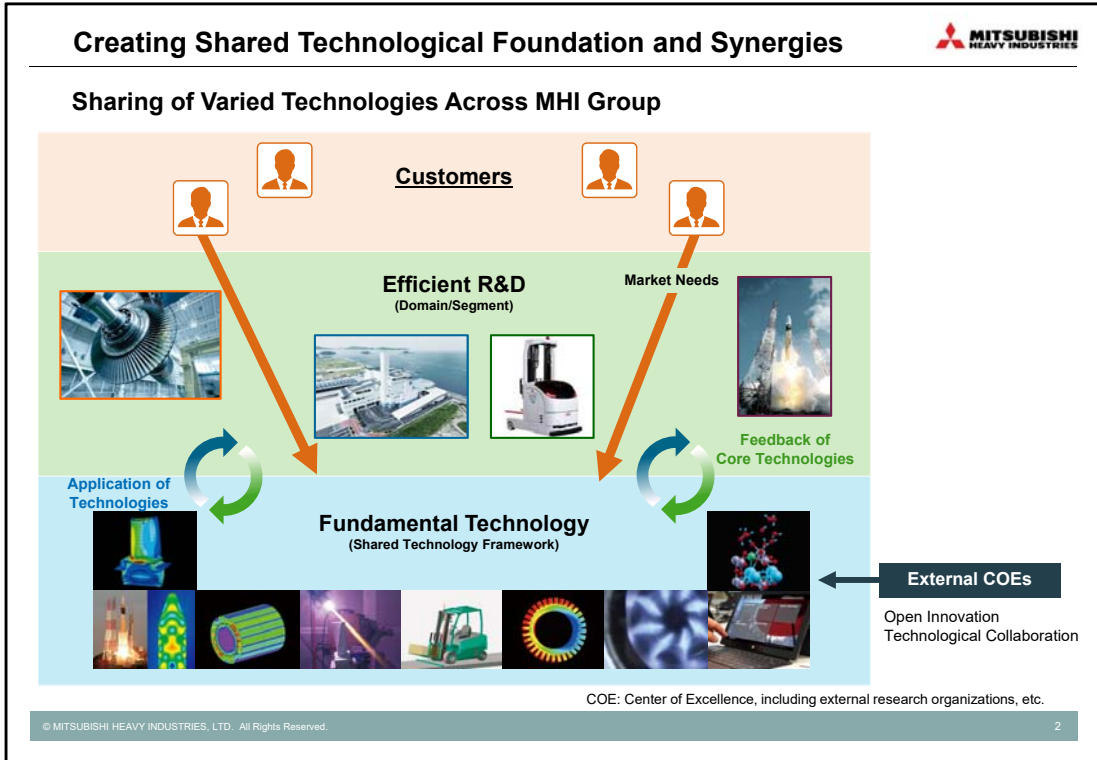 Creating Shared Technological Foundation and Synergies
MITSUBISHI
HEAVY INDUSTRIES
Sharing of Varied Technologies Across MHI Group
Customers
Efficient R&D
(Domain/Segment)
Market Needs
Feedback of
Core Technologies
Application of
Technologies
Fundamental Technology
(Shared Technology Framework)
External COEs
Open Innovation
Technological Collaboration
COE: Center of Excellence, including external research organizations, etc.
© MITSUBISHI HEAVY INDUSTRIES, LTD. All Rights Reserved.
2